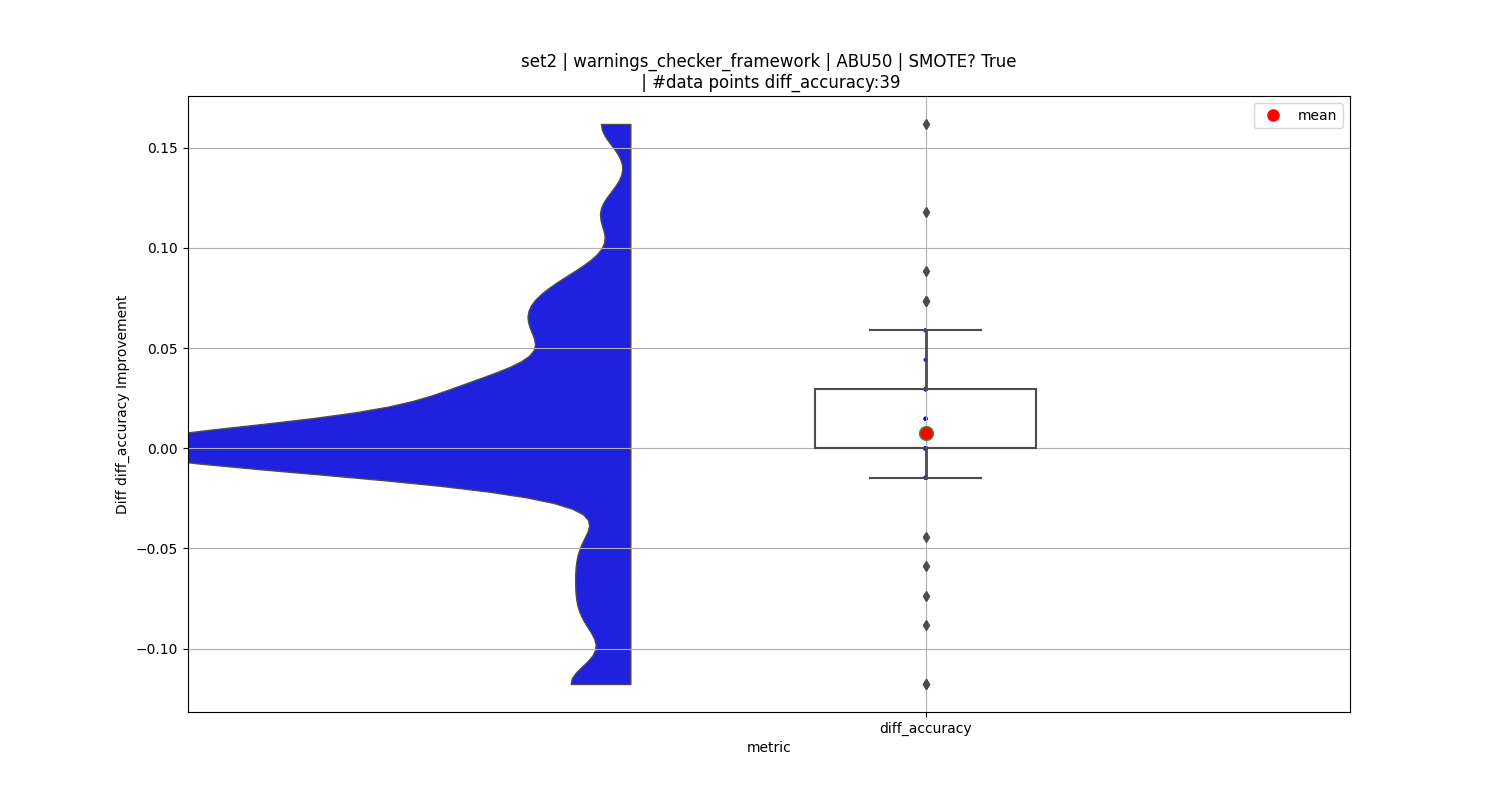 set2 | warnings_checker_framework | ABU50 | SMOTE? True
| #data points diff_accuracy:39
mean
Diff diff_accuracy Improvement
0.15
0.10
0.05
0.00
−0.05
−0.10
diff_accuracy
metric